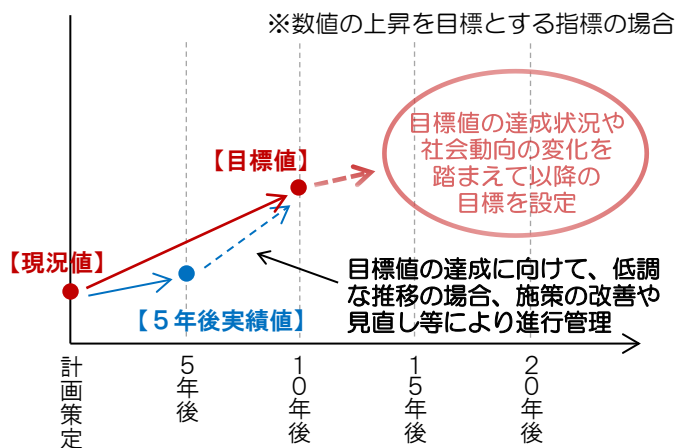 ※数値の上昇を目標とする指標の場合
目標値の達成状況や
社会動向の変化を
踏まえて以降の
目標を設定
【目標値】
【現況値】
目標値の達成に向けて、低調
な推移の場合、施策の改善や
見直し等により進行管理
【５年後実績値】
計画策定
５年後
１０年後
１５年後
２０年後